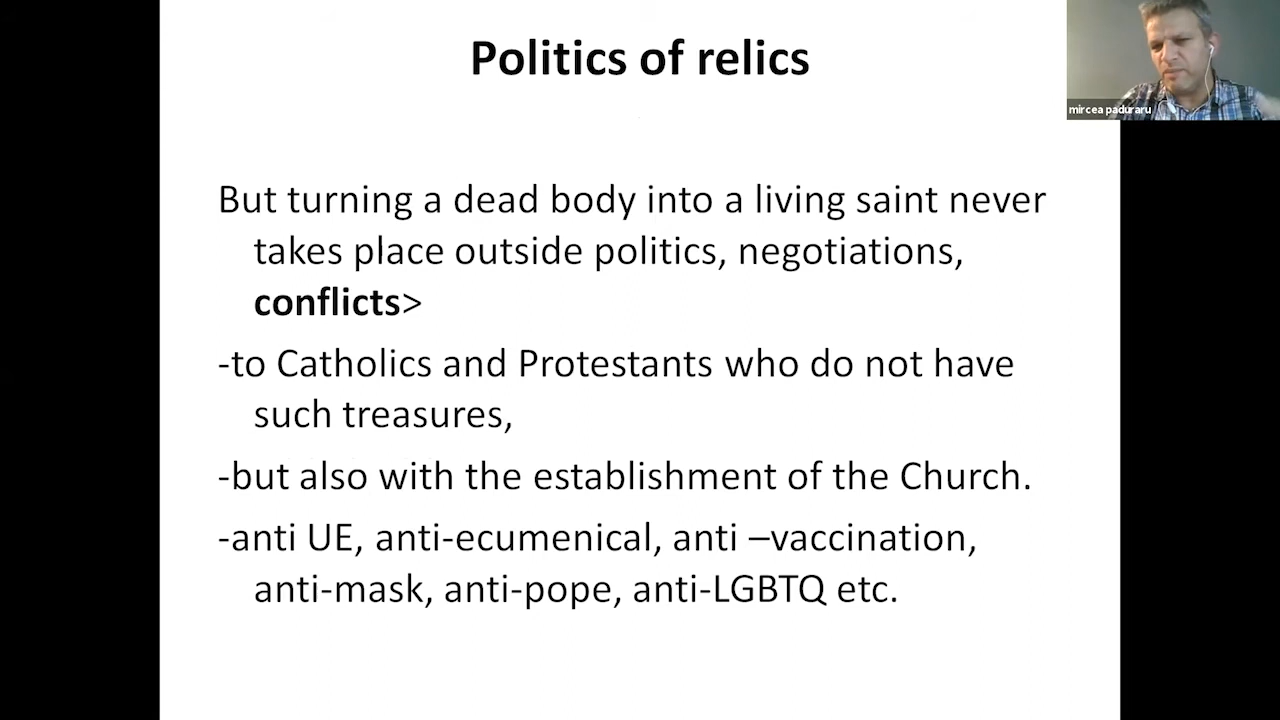 Politics of relics
mircea paduraru
But turning a dead body into a living saint never
takes place outside politics, negotiations,
conflicts>
-to Catholics and Protestants who do not have
such treasures,
-but also with the establishment of the Church.
-anti UE, anti-ecumenical, anti –vaccination,
anti-mask, anti-pope, anti-LGBTQ etc.